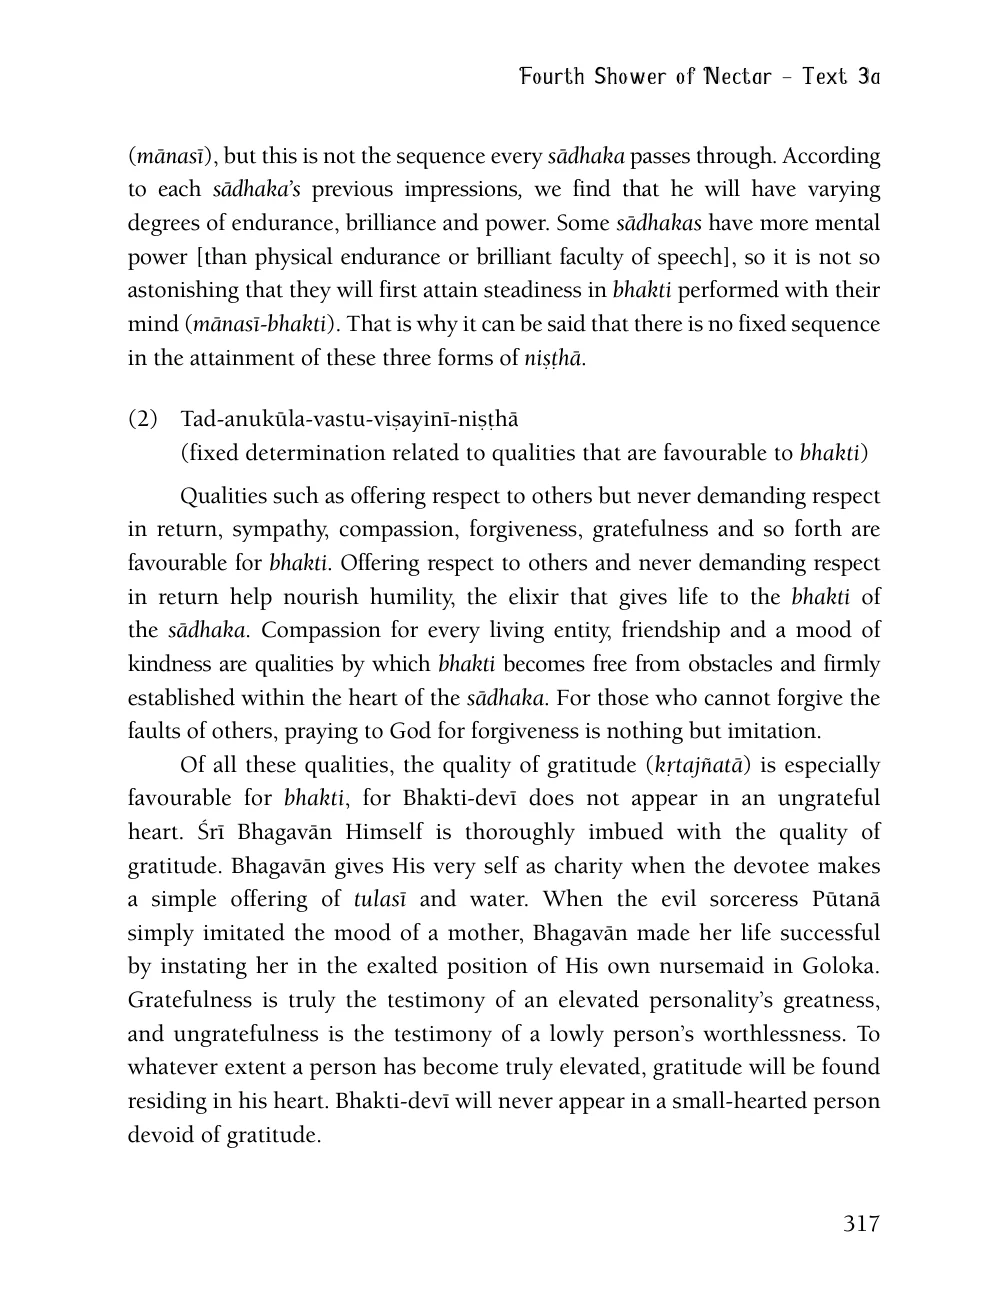 Fourth Shower of Nectar – Text 3a
(mānasī), but this is not the sequence every sādhaka passes through. According
to each sādhaka’s previous impressions, we find that he will have varying
degrees of endurance, brilliance and power. Some sādhakas have more mental
power [than physical endurance or brilliant faculty of speech], so it is not so
astonishing that they will first attain steadiness in bhakti performed with their
mind (mānasī-bhakti). That is why it can be said that there is no fixed sequence
in the attainment of these three forms of niṣṭhā.
(2) Tad-anukūla-vastu-viṣayinī-niṣṭhā
(fixed determination related to qualities that are favourable to bhakti)
Qualities such as offering respect to others but never demanding respect
in return, sympathy, compassion, forgiveness, gratefulness and so forth are
favourable for bhakti. Offering respect to others and never demanding respect
in return help nourish humility, the elixir that gives life to the bhakti of
the sādhaka. Compassion for every living entity, friendship and a mood of
kindness are qualities by which bhakti becomes free from obstacles and firmly
established within the heart of the sādhaka. For those who cannot forgive the
faults of others, praying to God for forgiveness is nothing but imitation.
Of all these qualities, the quality of gratitude (kṛtajñatā) is especially
favourable for bhakti, for Bhakti-devī does not appear in an ungrateful
heart. Śrī Bhagavān Himself is thoroughly imbued with the quality of
gratitude. Bhagavān gives His very self as charity when the devotee makes
a simple offering of tulasī and water. When the evil sorceress Pūtanā
simply imitated the mood of a mother, Bhagavān made her life successful
by instating her in the exalted position of His own nursemaid in Goloka.
Gratefulness is truly the testimony of an elevated personality’s greatness,
and ungratefulness is the testimony of a lowly person’s worthlessness. To
whatever extent a person has become truly elevated, gratitude will be found
residing in his heart. Bhakti-devī will never appear in a small-hearted person
devoid of gratitude.
317